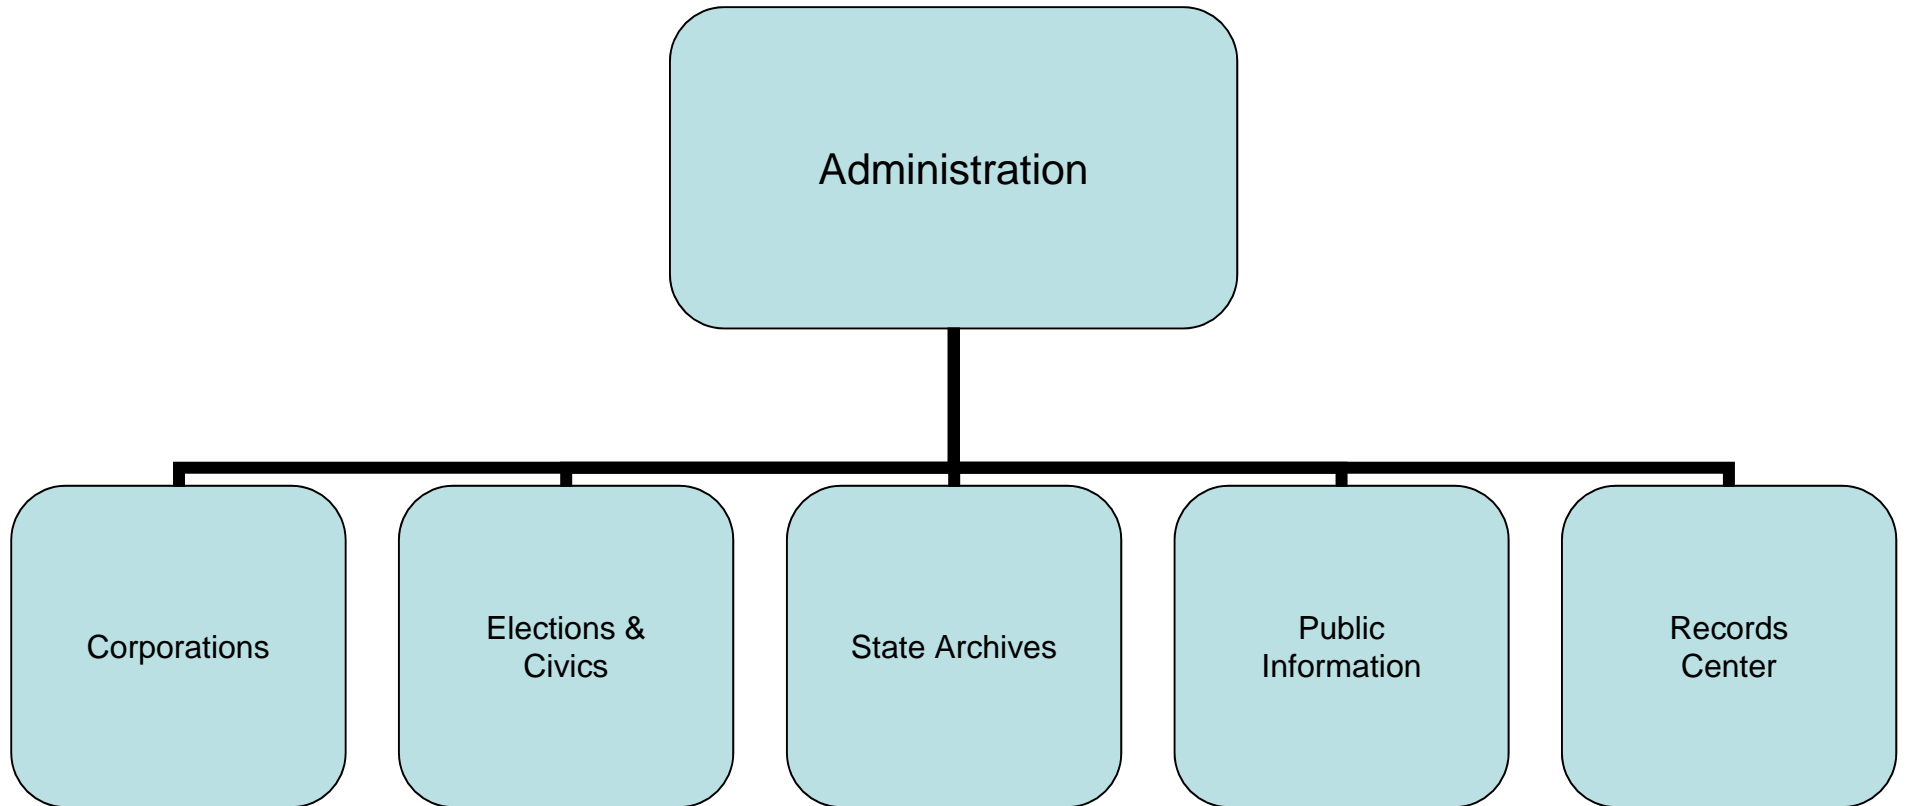 Administration
Corporations
Elections &
Civics
State Archives
Public
Information
Records
Center